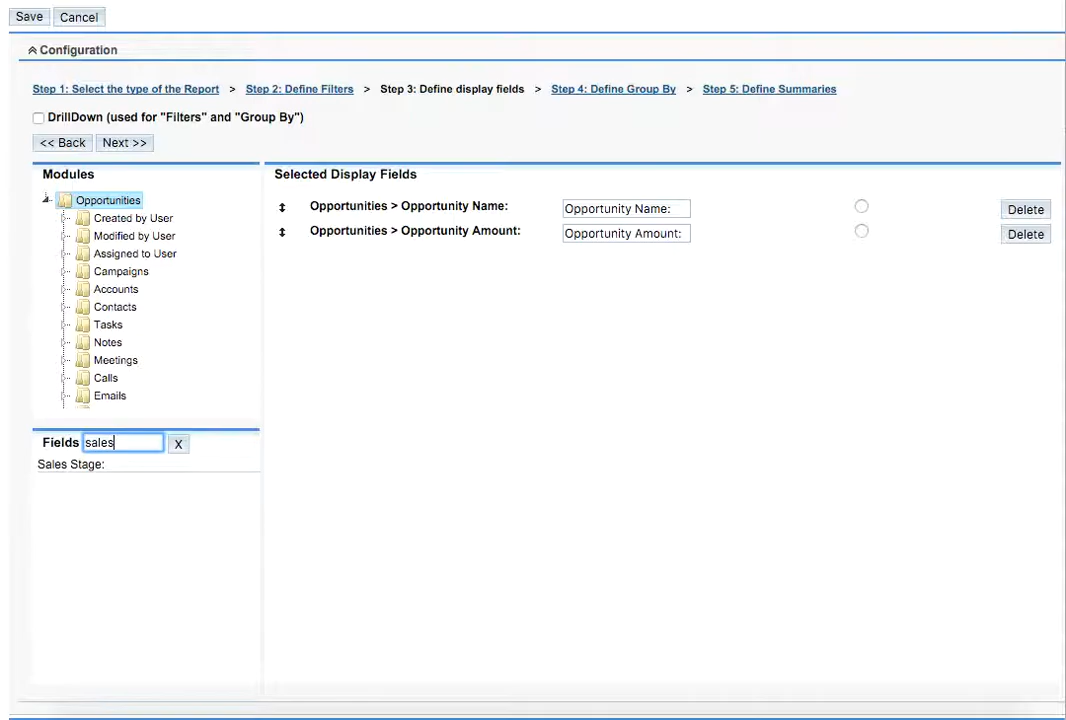 Save Cancel
Configuration
Step 1: Select the type of the Report > Step 2: Define Filters > Step 3: Define display fields > Step 4: Define Group By > Step 5: Define Summaries
DrillDown (used for "Filters" and "Group By")
<< Back Next >>
Modules
Opportunities
Created by User
Modified by User
Assigned to User
Campaigns
Accounts
Contacts
Tasks
Notes
Meetings
Calls
Emails
Fields sales X
Sales Stage:
Selected Display Fields
Opportunities > Opportunity Name: Opportunity Name: Delete
Opportunities > Opportunity Amount: Opportunity Amount: Delete